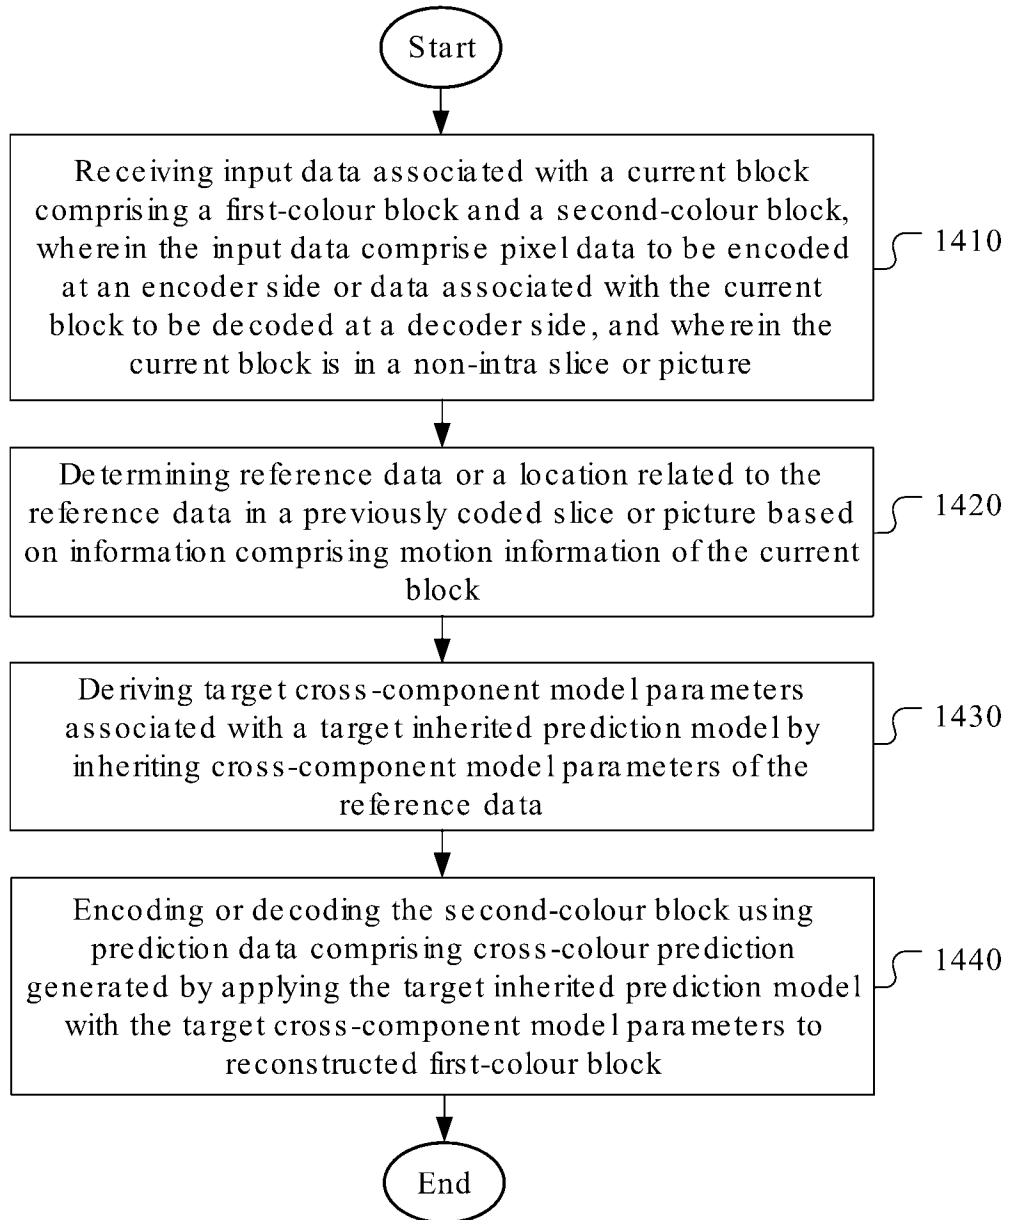 Start
Receiving input data associated with a current block
comprising a first-colour block and a second-colour block,
wherein the input data comprise pixel data to be encoded
at an encoder side or data associated with the current
block to be decoded at a decoder side, and wherein the
current block is in a non-intra slice or picture
1410
Determining reference data or a location related to the
reference data in a previously coded slice or picture based
on information comprising motion information of the current
block
1420
Deriving target cross-component model parameters
associated with a target inherited prediction model by
inheriting cross-component model parameters of the
reference data
1430
Encoding or decoding the second-colour block using
prediction data comprising cross-colour prediction
generated by applying the target inherited prediction model
with the target cross-component model parameters to
reconstructed first-colour block
1440
End